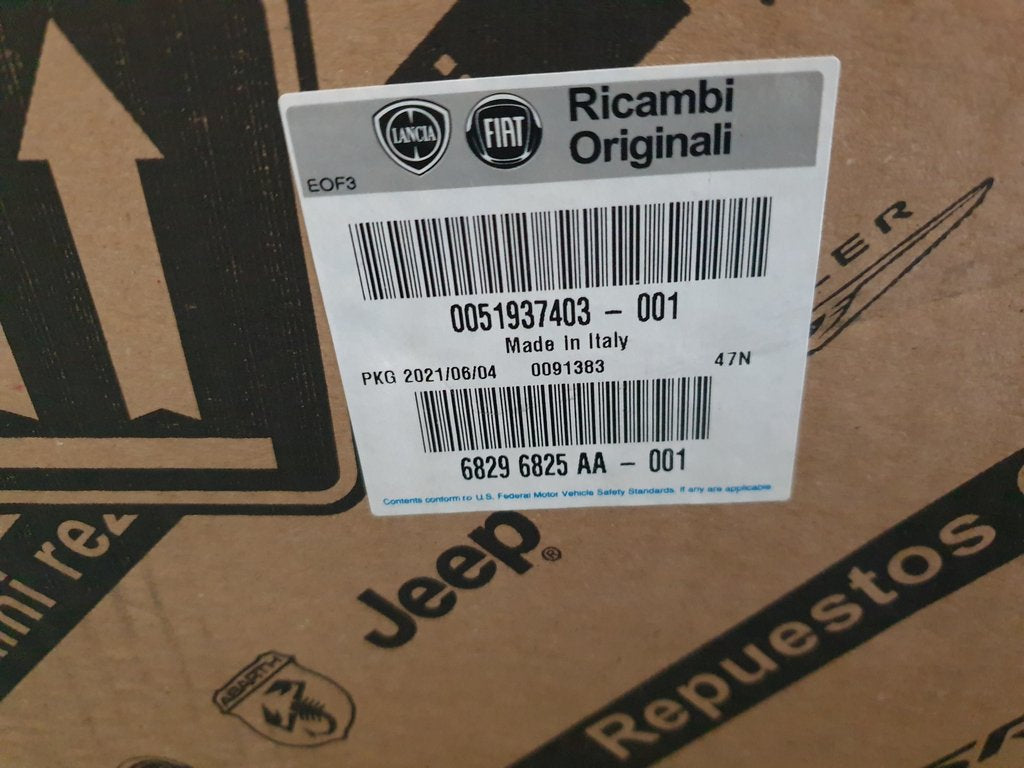 LANCIA
FIAT
Ricambi
Originali
EOF3
0051937403 - 001
Made in Italy
PKG 2021/06/04 0091383 47N
6829 6825 AA - 001
Contents conform to U.S. Federal Motor Vehicle Safety Standards. If any are applicable
Jeep®
ABARTH
Repuestos